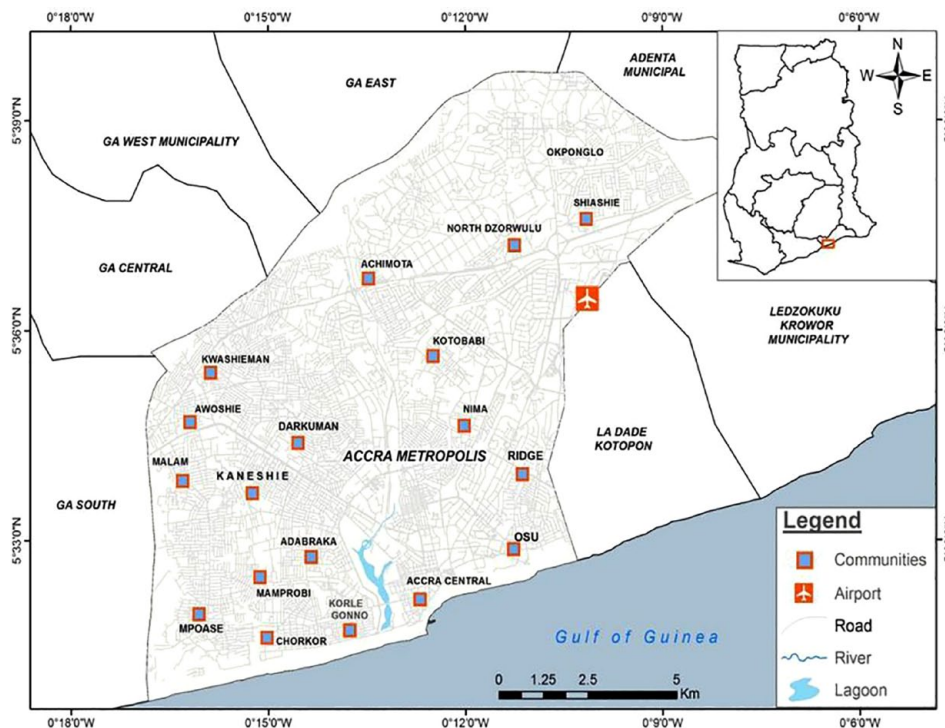 0°18'0"W 0°15'0"W 0°12'0"W 0°9'0"W 0°6'0"W
N
W E
S
GA EAST
ADENTA
MUNICIPAL
5°39'0"N
GA WEST MUNICIPALITY
OKPONGLO
SHIASHIE
NORTH DZORWULU
GA CENTRAL
ACHIMOTA
5°36'0"N
LEDZOKUKU
KROWOR
MUNICIPALITY
KOTOBABI
KWASHIEMAN
AWOSHIE
NIMA
DARKUMAN
LA DADE
KOTOPON
ACCRA METROPOLIS
RIDGE
MALAM
KANESHIE
GA SOUTH
5°33'0"N
OSU
ADABRAKA
ACCRA CENTRAL
MAMPROBI
KORLE
GONNO
MPOASE
CHORKOR
Gulf of Guinea
0 1.25 2.5 5
Km
Legend
Communities
Airport
Road
River
Lagoon
0°18'0"W 0°15'0"W 0°12'0"W 0°9'0"W 0°6'0"W